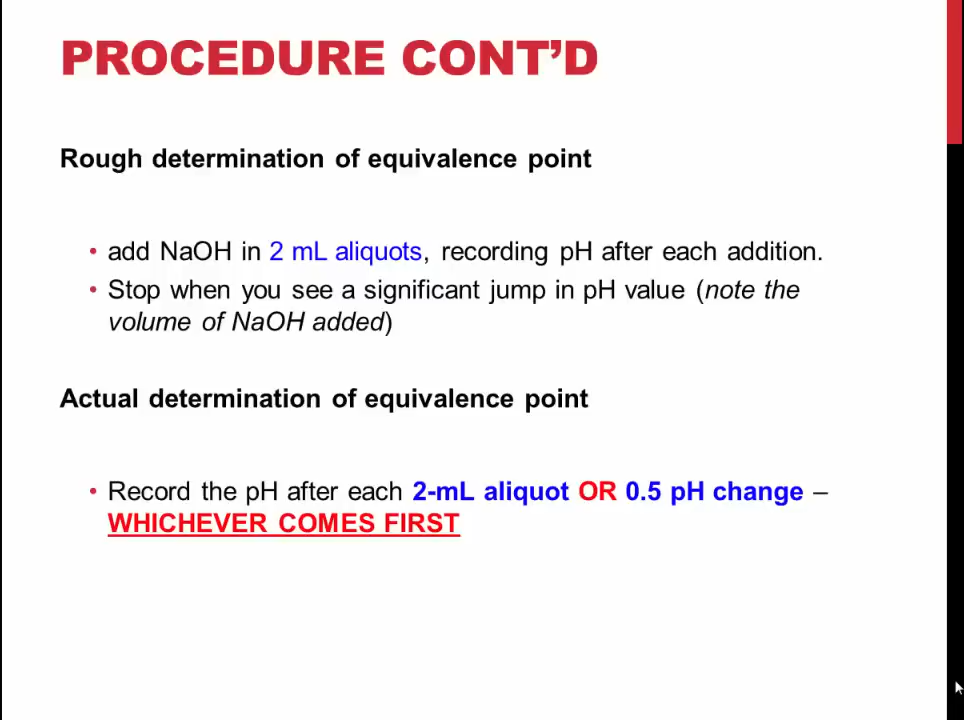 PROCEDURE CONT’D
Rough determination of equivalence point
• add NaOH in 2 mL aliquots, recording pH after each addition.
• Stop when you see a significant jump in pH value (note the
volume of NaOH added)
Actual determination of equivalence point
• Record the pH after each 2-mL aliquot OR 0.5 pH change –
WHICHEVER COMES FIRST